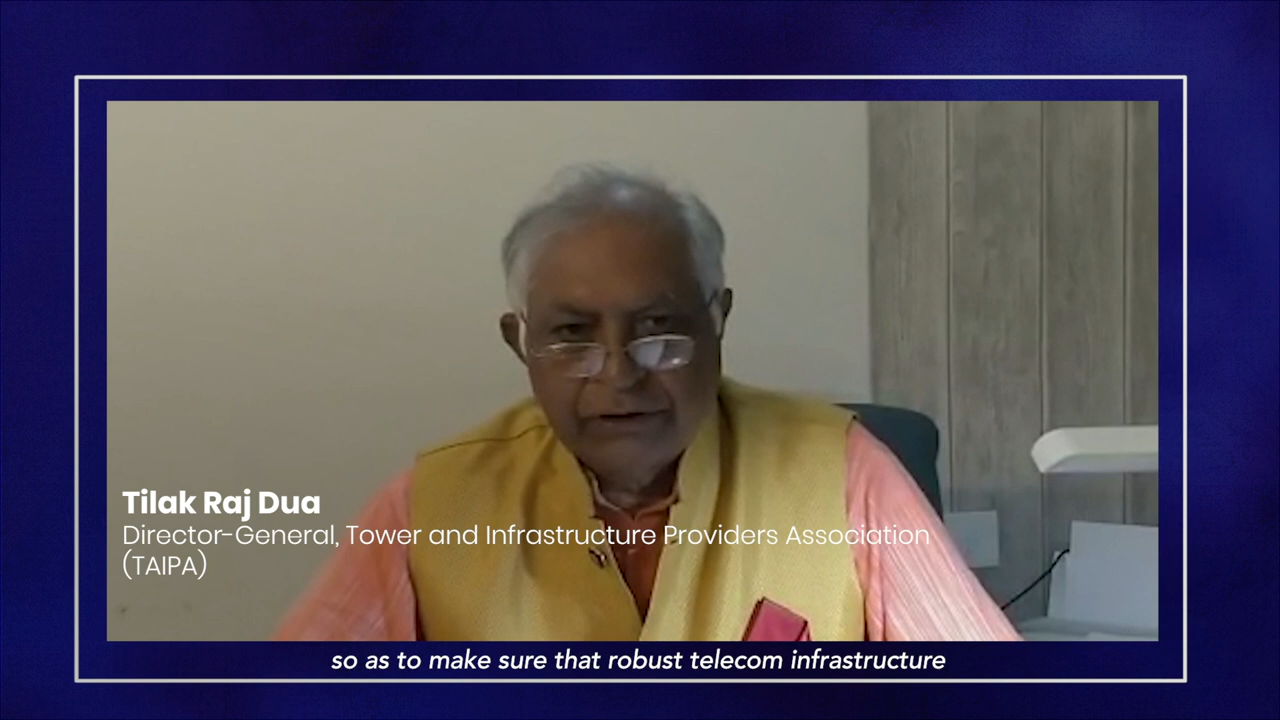 Tilak Raj Dua
Director-General, Tower and Infrastructure Providers Association
(TAIPA)
so as to make sure that robust telecom infrastructure